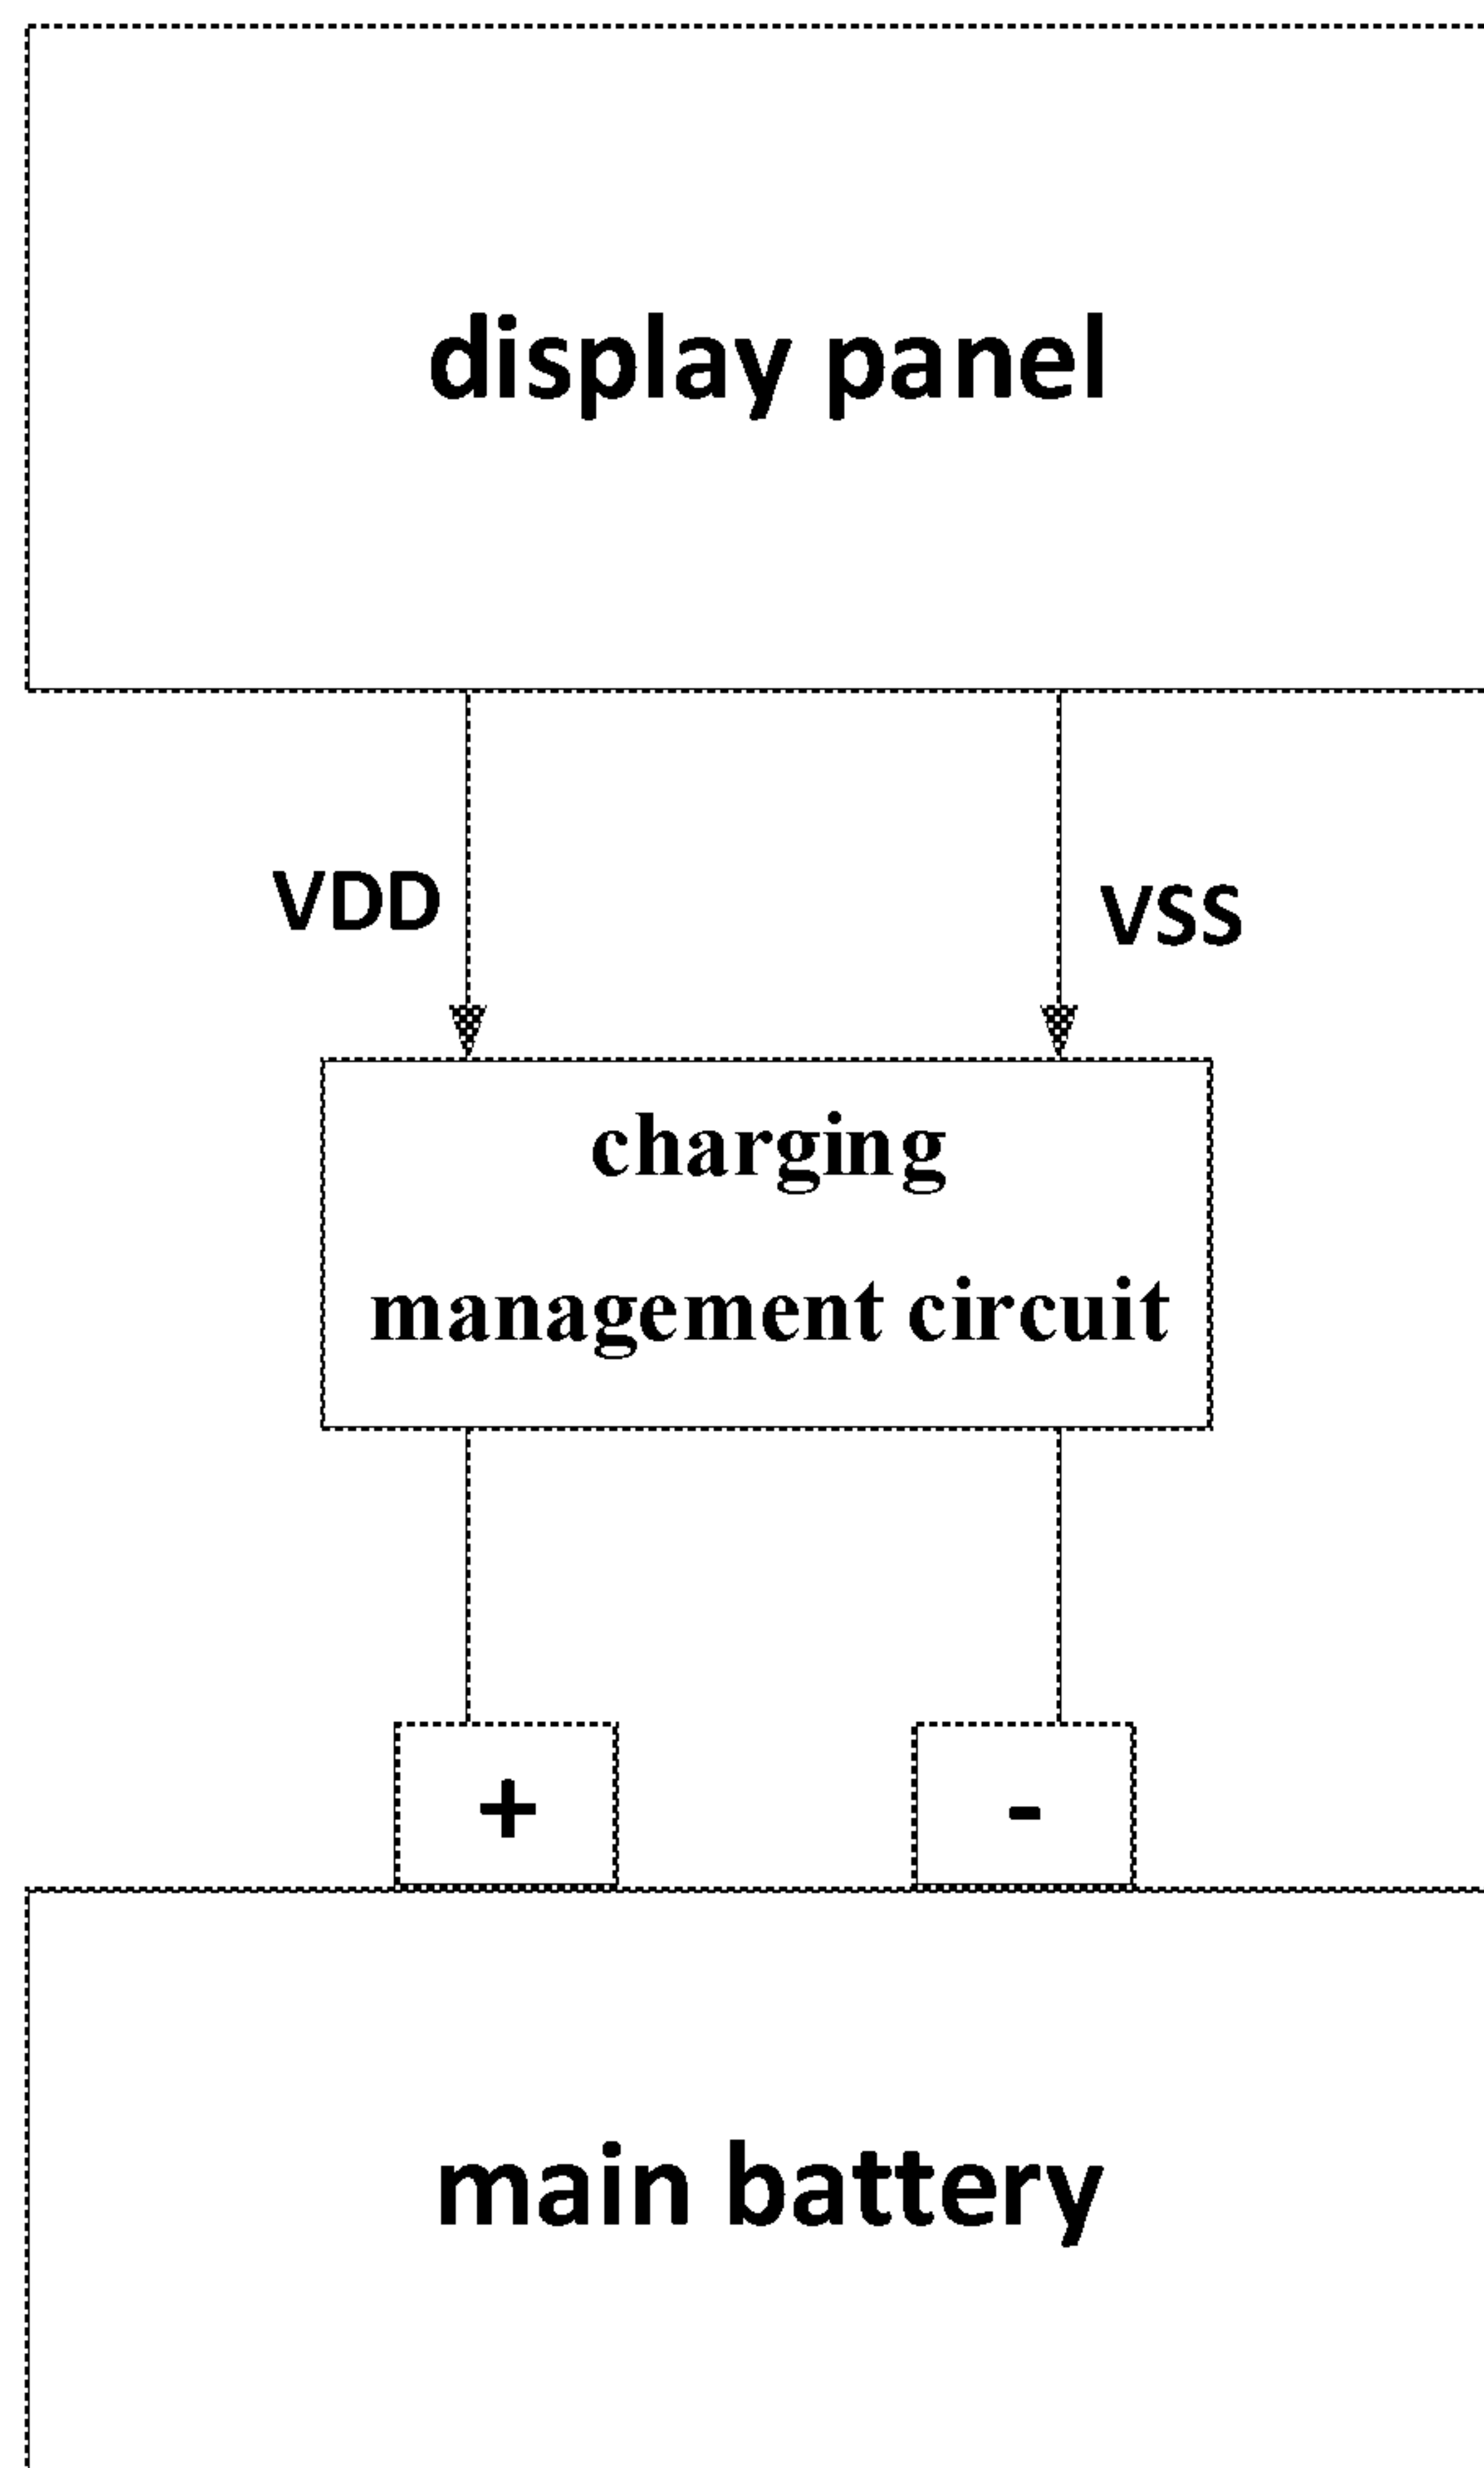 display panel
VDD
VSS
charging
management circuit
+
-
main battery